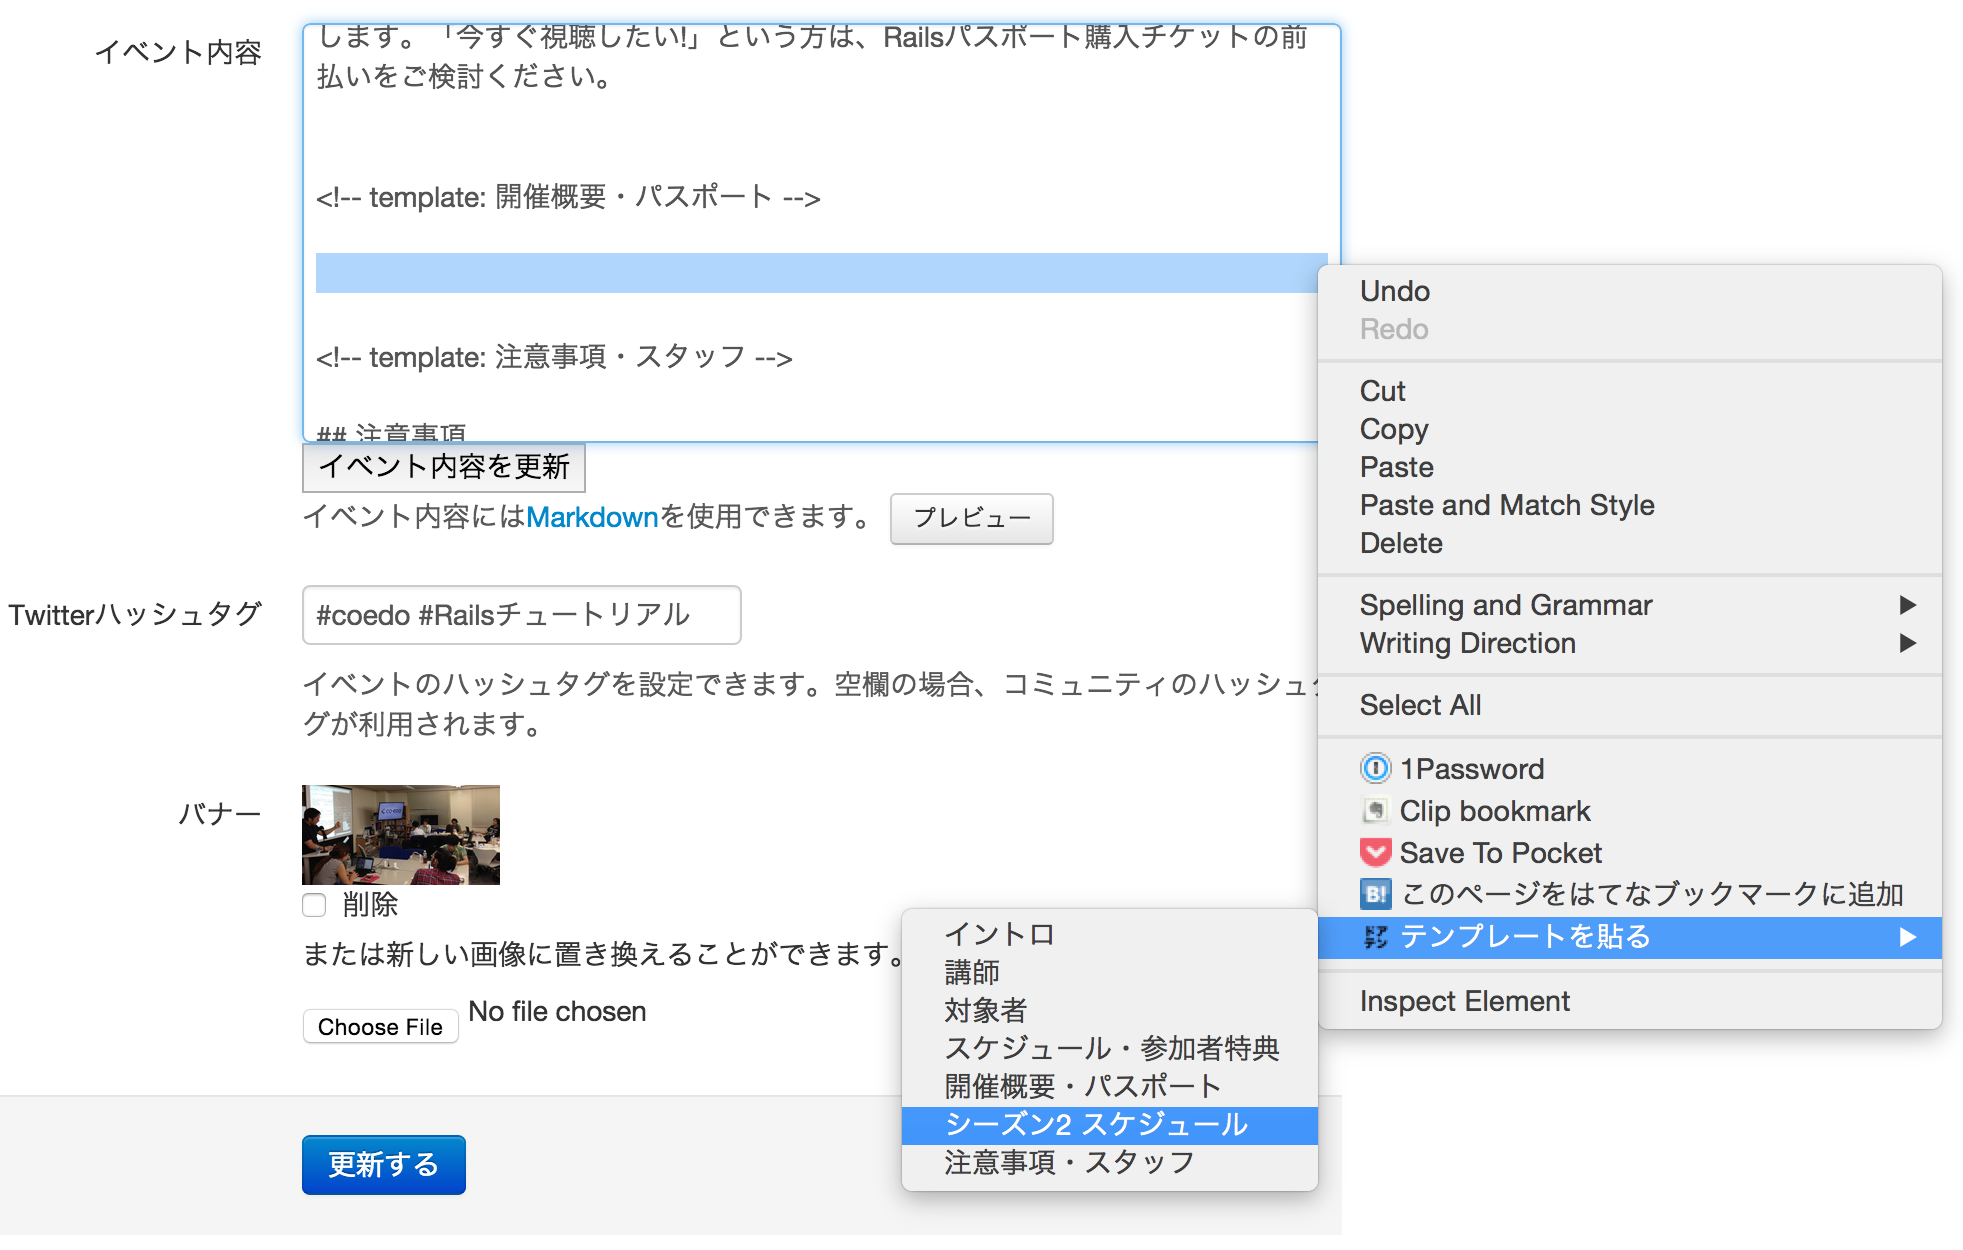 イベント内容
します。「今すぐ視聴したい!」という方は、Railsパスポート購入チケットの前
払いをご検討ください。
<!-- template: 開催概要・パスポート -->
<!-- template: 注意事項・スタッフ -->
## 注意事項
イベント内容を更新
イベント内容にはMarkdownを使用できます。 プレビュー
Twitterハッシュタグ
#coedo #Railsチュートリアル
イベントのハッシュタグを設定できます。空欄の場合、コミュニティのハッシュタ
グが利用されます。
バナー
削除
または新しい画像に置き換えることができます。
Choose File No file chosen
更新する
Undo
Redo
Cut
Copy
Paste
Paste and Match Style
Delete
Spelling and Grammar
Writing Direction
Select All
1Password
Clip bookmark
Save To Pocket
B! このページをはてなブックマークに追加
テンプレートを貼る
Inspect Element
イントロ
講師
対象者
スケジュール・参加者特典
開催概要・パスポート
シーズン2 スケジュール
注意事項・スタッフ